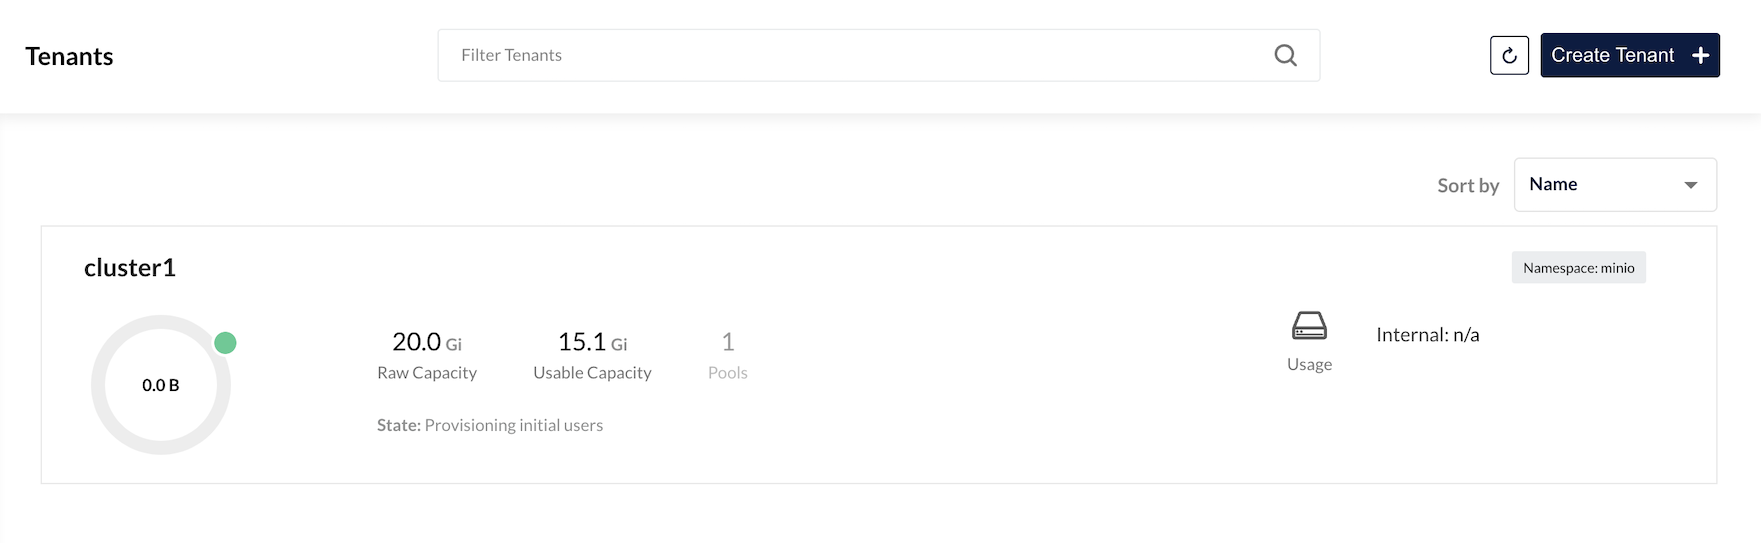 Tenants
Filter Tenants
Create Tenant
Sort by
Name
cluster1
Namespace: minio
0.0 B
20.0 Gi
Raw Capacity
15.1 Gi
Usable Capacity
1
Pools
State: Provisioning initial users
Usage
Internal: n/a